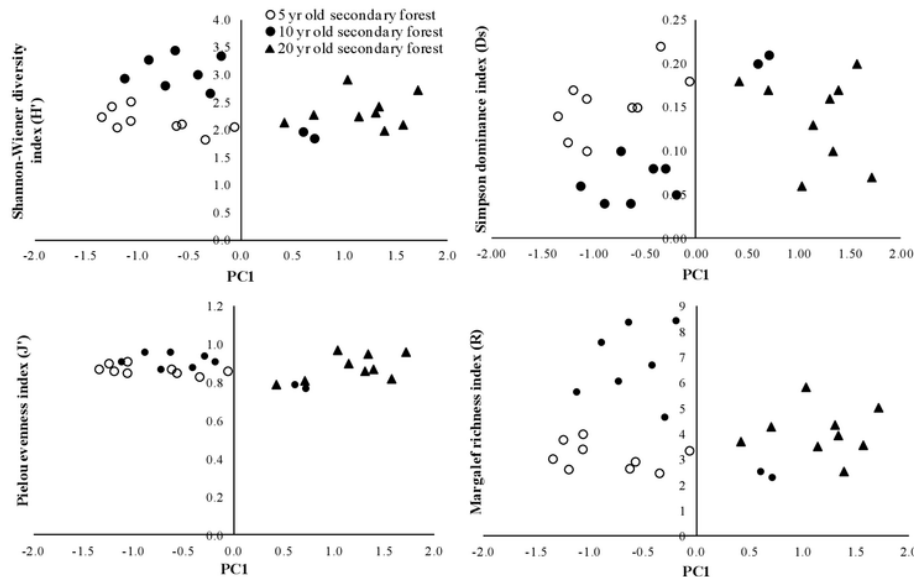 4.0
3.5
3.0
2.5
2.0
1.5
1.0
0.5
0.0
-2.0 -1.5 -1.0 -0.5 0.0 0.5 1.0 1.5 2.0
PC1
Shannon-Wiener diversity
index (H')
5 yr old secondary forest
10 yr old secondary forest
20 yr old secondary forest
0.25
0.20
0.15
0.10
0.05
0.00
-2.00 -1.50 -1.00 -0.50 0.00 0.50 1.00 1.50 2.00
PC1
Simpson dominance index (Ds)
1.2
1.0
0.8
0.6
0.4
0.2
0.0
-2.0 -1.5 -1.0 -0.5 0.0 0.5 1.0 1.5 2.0
PC1
Pielou evenness index (J')
9
8
7
6
5
4
3
2
1
0
-2.0 -1.5 -1.0 -0.5 0.0 0.5 1.0 1.5 2.0
PC1
Margalef richness index (R)